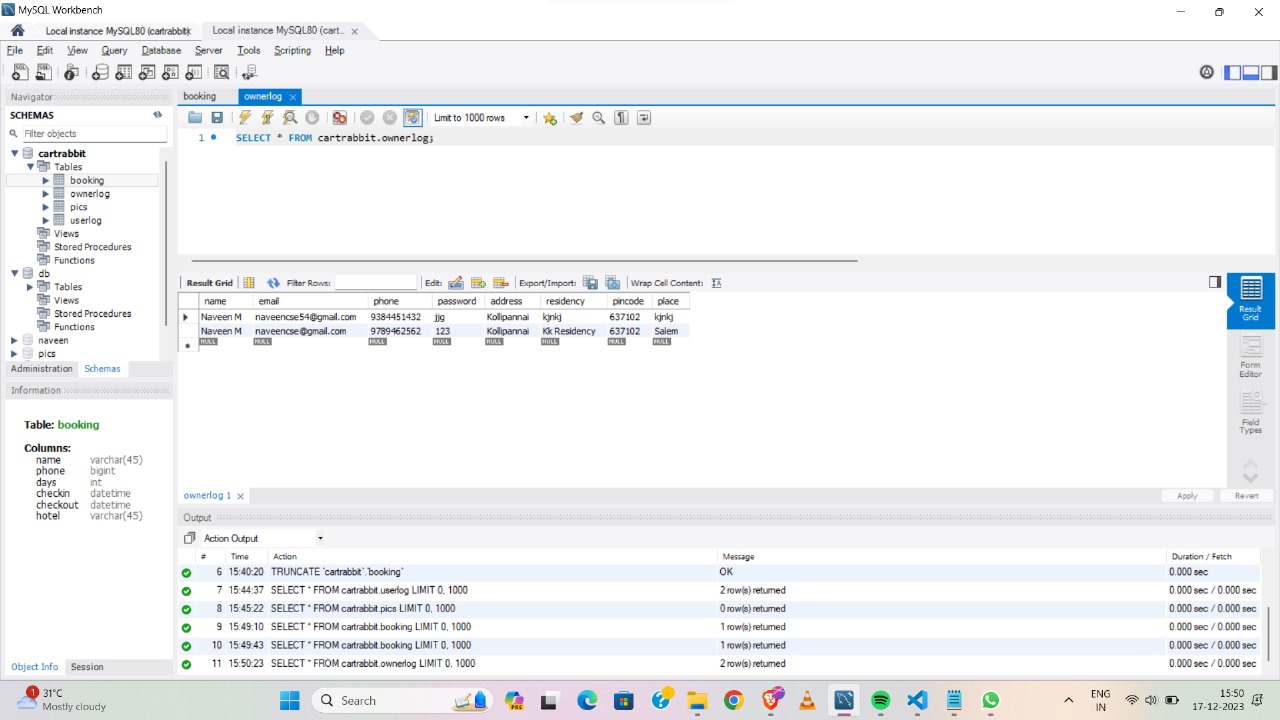 MySQL Workbench
Local instance MySQL80 (cartrabbit) Local instance MySQL80 (cart...
File Edit View Query Database Server Tools Scripting Help
Navigator
SCHEMAS
Filter objects
cartrabbit
Tables
booking
ownerlog
pics
userlog
Views
Stored Procedures
Functions
db
Tables
Views
Stored Procedures
Functions
naveen
pics
Administration Schemas
Information
Table: booking
Columns:
name varchar(45)
phone bigint
days int
checkin datetime
checkout datetime
hotel varchar(45)
Object Info Session
booking ownerlog
Limit to 1000 rows
1 SELECT * FROM cartrabbit.ownerlog;
Result Grid Filter Rows: Edit: Export/Import: Wrap Cell Content:
name email phone password address residency pincode place
Naveen M naveencse54@gmail.com 9384451432 jjg Kollipannai kjnkj 637102 kjnkj
Naveen M naveencse@gmail.com 9789462562 123 Kollipannai KK Residency 637102 Salem
NULL NULL NULL NULL NULL NULL NULL NULL
Result
Grid
Form
Editor
Field
Types
ownerlog 1 Apply Revert
Output
Action Output
# Time Action Message Duration / Fetch
6 15:40:20 TRUNCATE `cartrabbit`.`booking` OK 0.000 sec
7 15:44:37 SELECT * FROM cartrabbit.userlog LIMIT 0, 1000 2 row(s) returned 0.000 sec / 0.000 sec
8 15:45:22 SELECT * FROM cartrabbit.pics LIMIT 0, 1000 0 row(s) returned 0.000 sec / 0.000 sec
9 15:49:10 SELECT * FROM cartrabbit.booking LIMIT 0, 1000 1 row(s) returned 0.000 sec / 0.000 sec
10 15:49:43 SELECT * FROM cartrabbit.booking LIMIT 0, 1000 1 row(s) returned 0.000 sec / 0.000 sec
11 15:50:23 SELECT * FROM cartrabbit.ownerlog LIMIT 0, 1000 2 row(s) returned 0.000 sec / 0.000 sec
1 31°C
Mostly cloudy
Search
PRE
ENG
IN
15:50
17-12-2023